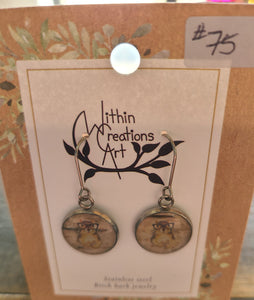 #75
Within
Creations
Art
Stainless steel
Birch bark jewelry